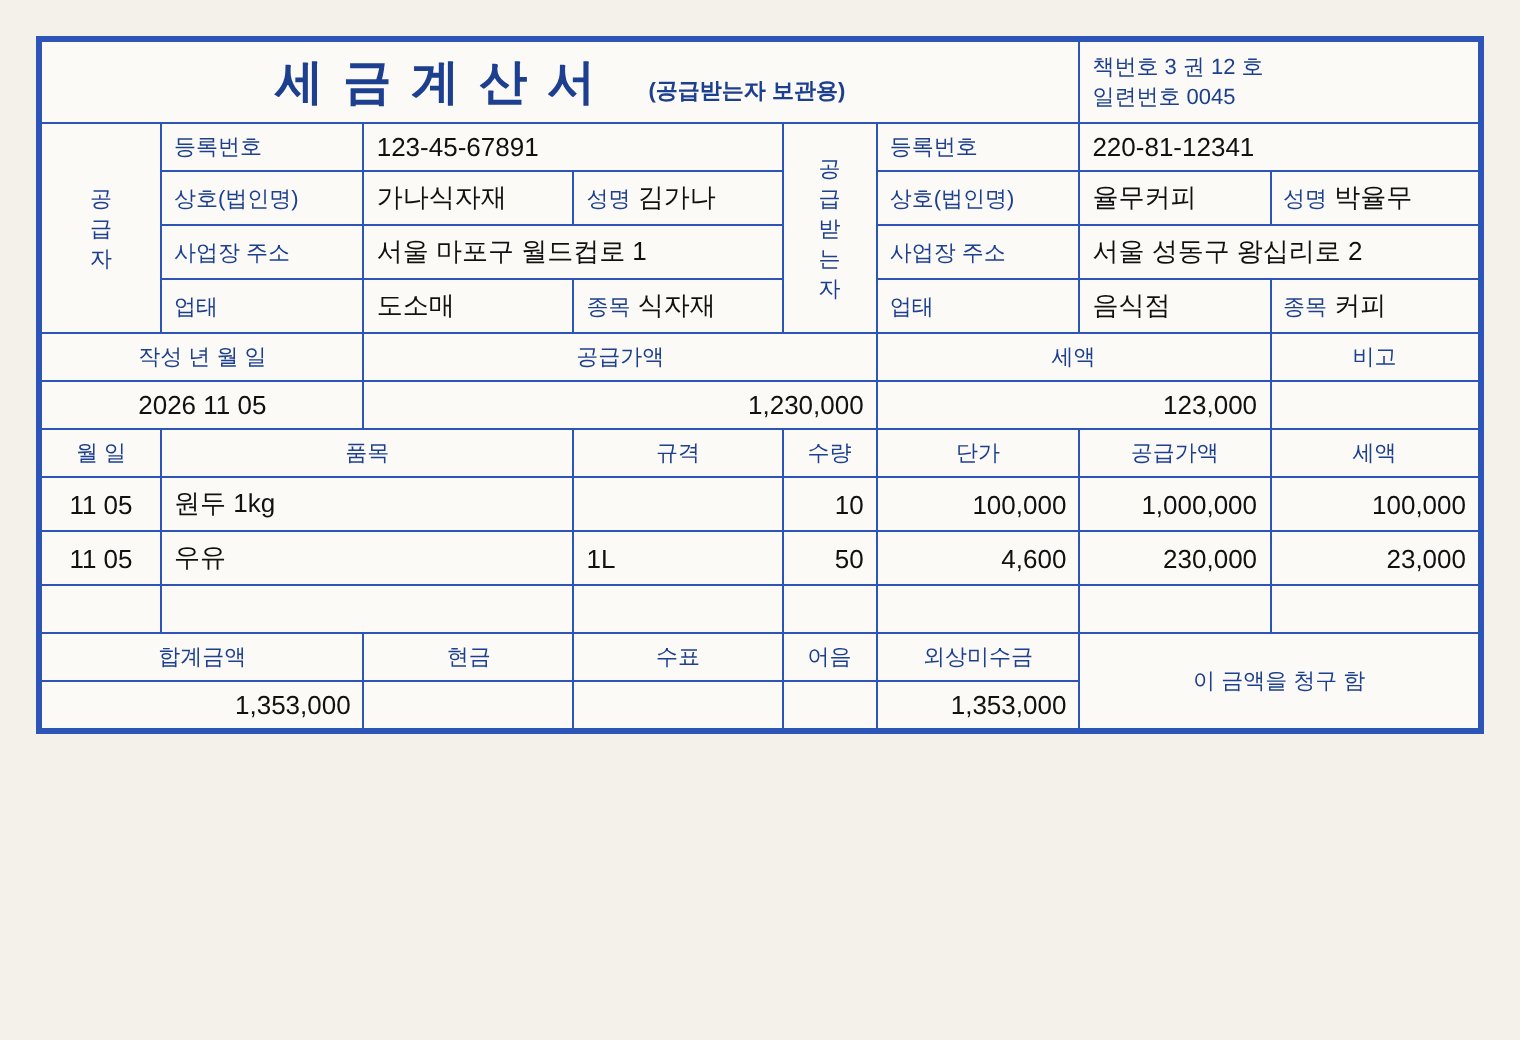 세금계산서 (공급받는자 보관용)
책번호 3 권 12 호
일련번호 0045
공급자
등록번호 123-45-67891
상호(법인명) 가나식자재 성명 김가나
사업장 주소 서울 마포구 월드컵로 1
업태 도소매 종목 식자재
공급받는자
등록번호 220-81-12341
상호(법인명) 율무커피 성명 박율무
사업장 주소 서울 성동구 왕십리로 2
업태 음식점 종목 커피
작성 년 월 일 공급가액 세액 비고
2026 11 05 1,230,000 123,000
월 일 품목 규격 수량 단가 공급가액 세액
11 05 원두 1kg 10 100,000 1,000,000 100,000
11 05 우유 1L 50 4,600 230,000 23,000
합계금액 현금 수표 어음 외상미수금
1,353,000 1,353,000
이 금액을 청구 함